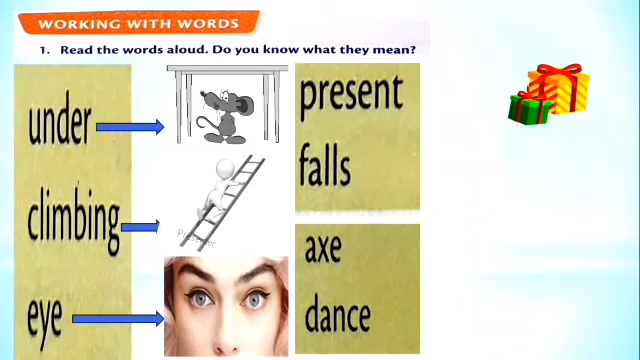 WORKING WITH WORDS
1. Read the words aloud. Do you know what they mean?
under
climbing
eye
present
falls
axe
dance